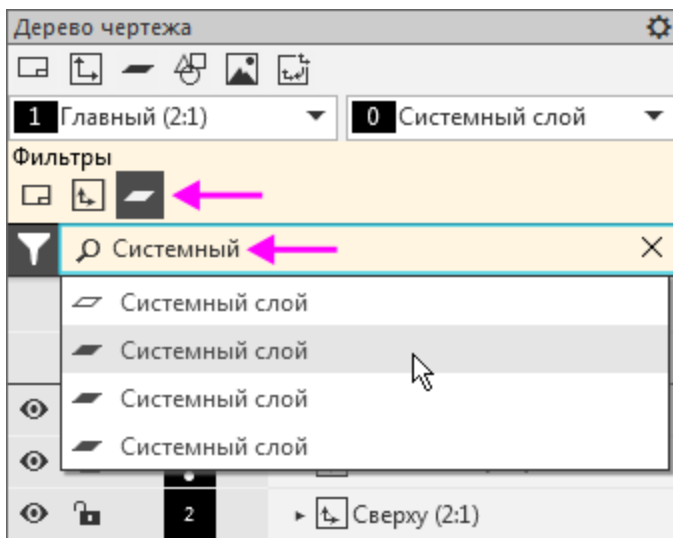 Дерево чертежа
1 Главный (2:1) 0 Системный слой
Фильтры
Системный
Системный слой
Системный слой
Системный слой
Системный слой
2 Сверху (2:1)